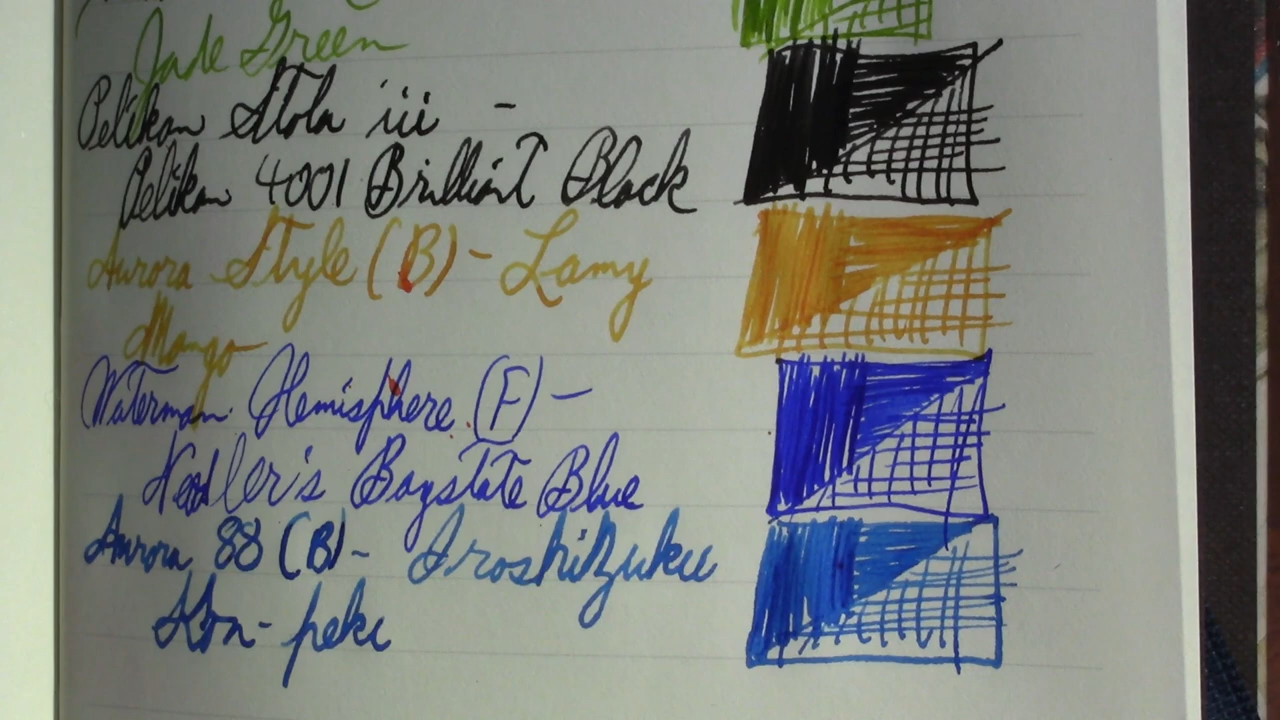 Jade Green
Pelikan Stola iii -
Pelikan 4001 Brilliant Black
Aurora Style (B) - Lamy
Mango
Waterman Hemisphere (F) -
Noodler's Baystate Blue
Aurora 88 (B) - Iroshizuku
Kon-peki